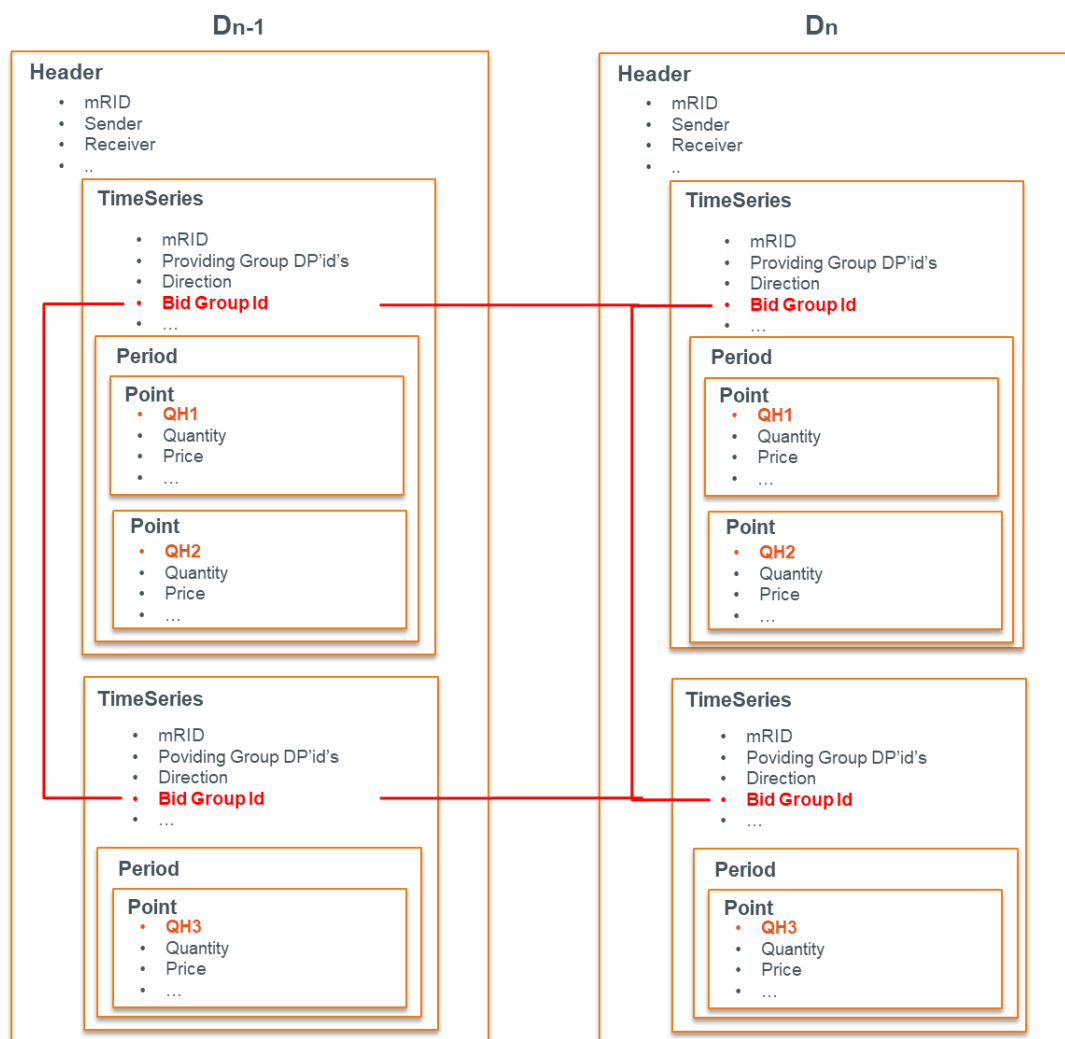 Dn-1
Header
• mRID
• Sender
• Receiver
• ..
TimeSeries
• mRID
• Providing Group DP'id's
• Direction
• Bid Group Id
• …
Period
Point
• QH1
• Quantity
• Price
• …
Point
• QH2
• Quantity
• Price
• …
TimeSeries
• mRID
• Poviding Group DP'id's
• Direction
• Bid Group Id
• …
Period
Point
• QH3
• Quantity
• Price
• …
Dn
Header
• mRID
• Sender
• Receiver
• ..
TimeSeries
• mRID
• Providing Group DP'id's
• Direction
• Bid Group Id
• …
Period
Point
• QH1
• Quantity
• Price
• …
Point
• QH2
• Quantity
• Price
• …
TimeSeries
• mRID
• Poviding Group DP'id's
• Direction
• Bid Group Id
• …
Period
Point
• QH3
• Quantity
• Price
• …